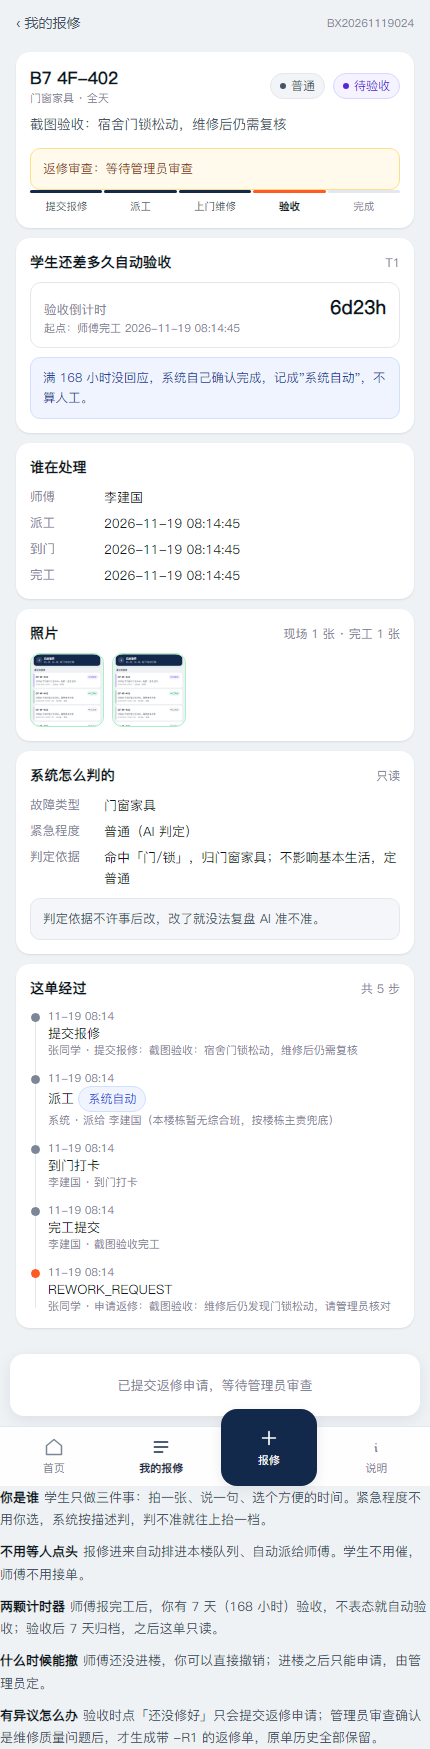 ‹ 我的报修
BX20261119024
B7 4F-402
门窗家具 · 全天
普通
待验收
截图验收：宿舍门锁松动，维修后仍需复核
返修审查：等待管理员审查
提交报修
派工
上门维修
验收
完成
学生还差多久自动验收
T1
验收倒计时
起点：师傅完工 2026-11-19 08:14:45
6d23h
满 168 小时没回应，系统自己确认完成，记成”系统自动”，不
算人工。
谁在处理
师傅 李建国
派工 2026-11-19 08:14:45
到门 2026-11-19 08:14:45
完工 2026-11-19 08:14:45
照片
现场 1 张 · 完工 1 张
系统怎么判的
只读
故障类型 门窗家具
紧急程度 普通（AI 判定）
判定依据 命中「门/锁」，归门窗家具；不影响基本生活，定
普通
判定依据不许事后改，改了就没法复盘 AI 准不准。
这单经过
共 5 步
11-19 08:14
提交报修
张同学 · 提交报修：截图验收：宿舍门锁松动，维修后仍需复核
11-19 08:14
派工 系统自动
系统 · 派给 李建国（本楼栋暂无综合班，按楼栋主责兜底）
11-19 08:14
到门打卡
李建国 · 到门打卡
11-19 08:14
完工提交
李建国 · 截图验收完工
11-19 08:14
REWORK_REQUEST
张同学 · 申请返修：截图验收：维修后仍发现门锁松动，请管理员核对
已提交返修申请，等待管理员审查
首页
我的报修
报修
说明
你是谁 学生只做三件事：拍一张、说一句、选个方便的时间。紧急程度不
用你选，系统按描述判，判不准就往上抬一档。
不用等人点头 报修进来自动排进本楼队列、自动派给师傅。学生不用催，
师傅不用接单。
两颗计时器 师傅报完工后，你有 7 天（168 小时）验收，不表态就自动验
收；验收后 7 天归档，之后这单只读。
什么时候能撤 师傅还没进楼，你可以直接撤销；进楼之后只能申请，由管
理员定。
有异议怎么办 验收时点「还没修好」只会提交返修申请；管理员审查确认
是维修质量问题后，才生成带 -R1 的返修单，原单历史全部保留。